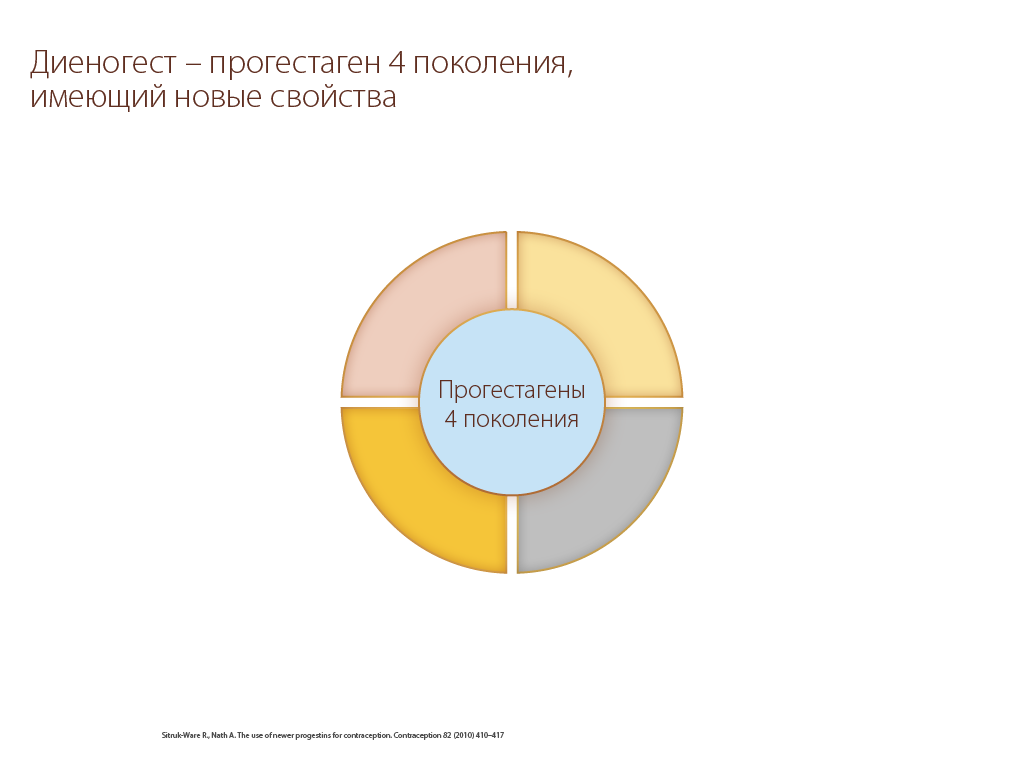 Диеногест – прогестаген 4 поколения,
имеющий новые свойства
Прогестагены
4 поколения
Sitruk-Ware R., Nath A. The use of newer progestins for contraception. Contraception 82 (2010) 410–417